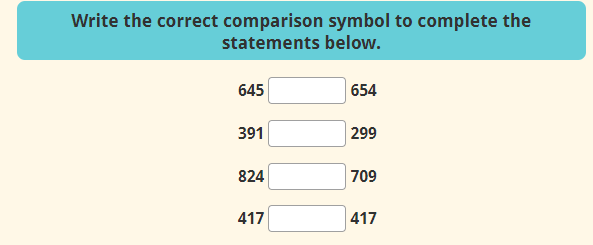 Write the correct comparison symbol to complete the
statements below.
645 654
391 299
824 709
417 417